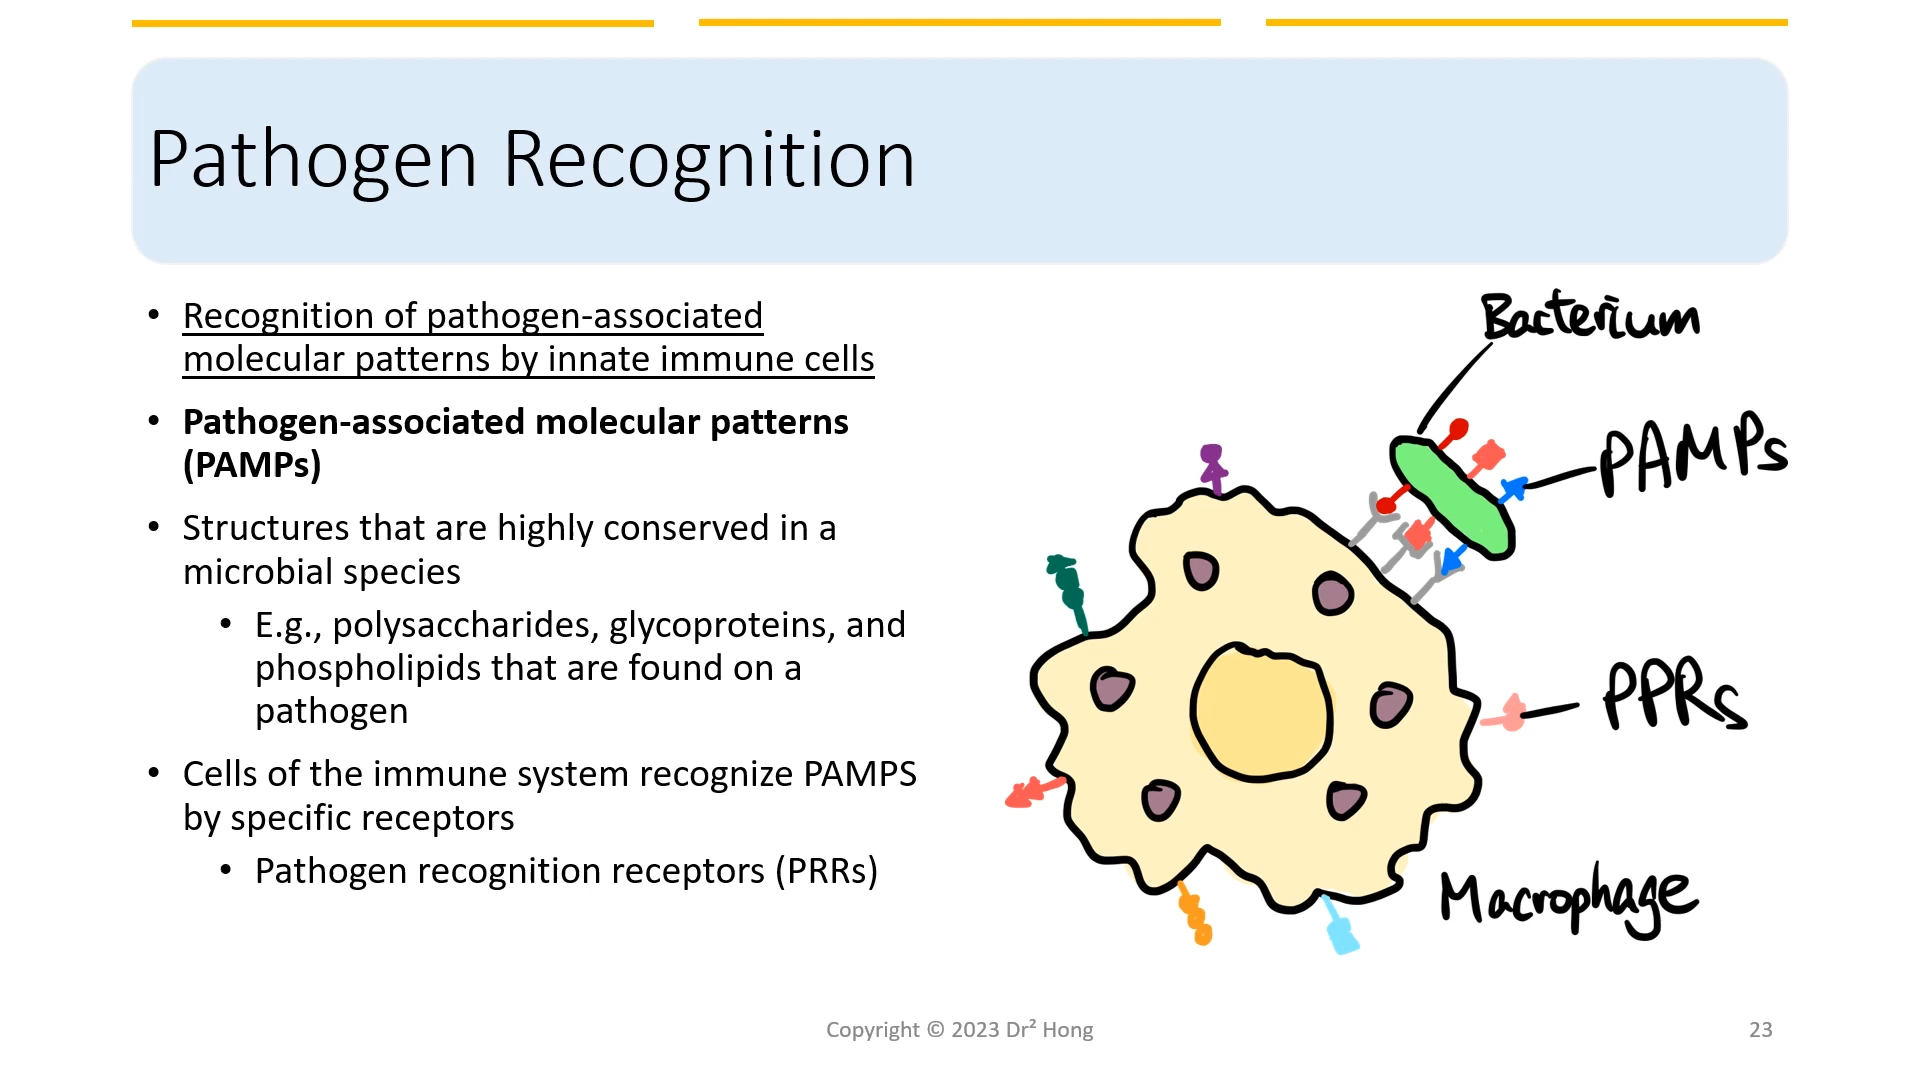 Pathogen Recognition
• Recognition of pathogen-associated
molecular patterns by innate immune cells
• Pathogen-associated molecular patterns
(PAMPs)
• Structures that are highly conserved in a
microbial species
• E.g., polysaccharides, glycoproteins, and
phospholipids that are found on a
pathogen
• Cells of the immune system recognize PAMPS
by specific receptors
• Pathogen recognition receptors (PRRs)
Bacterium
PAMPs
PPRs
Macrophage
Copyright © 2023 Dr² Hong
23